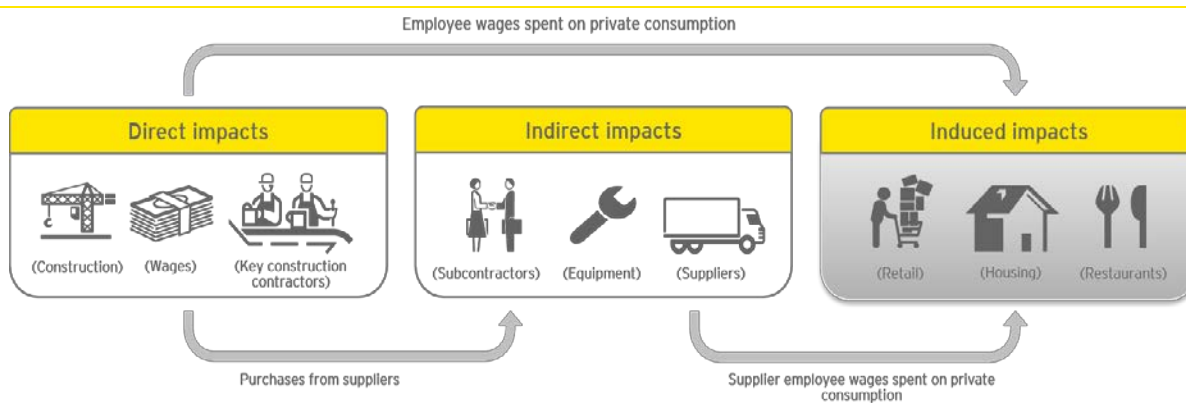 Employee wages spent on private consumption
Direct impacts
Indirect impacts
Induced impacts
(Construction)
(Wages)
(Key construction
contractors)
(Subcontractors)
(Equipment)
(Suppliers)
(Retail)
(Housing)
(Restaurants)
Purchases from suppliers
Supplier employee wages spent on private
consumption